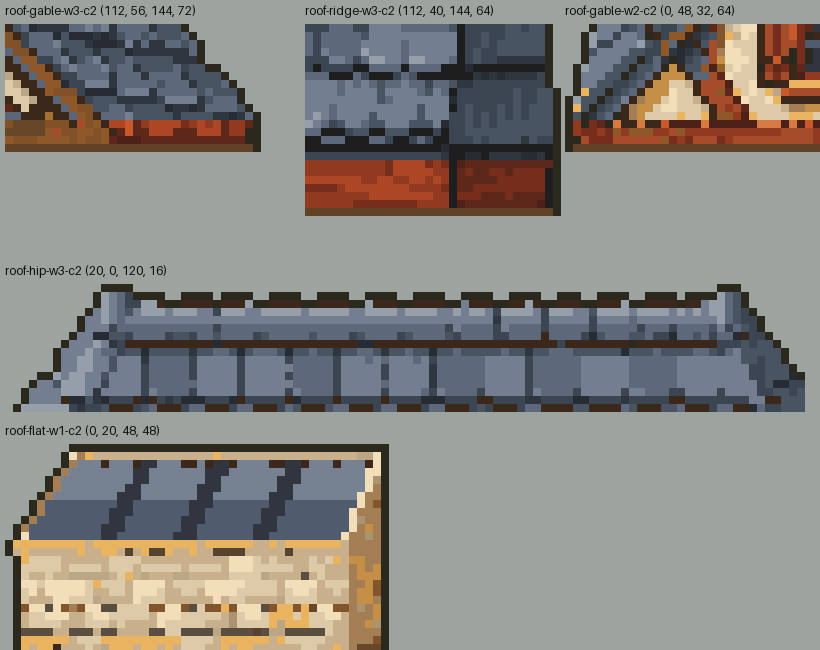 roof-gable-w3-c2 (112, 56, 144, 72)
roof-ridge-w3-c2 (112, 40, 144, 64)
roof-gable-w2-c2 (0, 48, 32, 64)
roof-hip-w3-c2 (20, 0, 120, 16)
roof-flat-w1-c2 (0, 20, 48, 48)